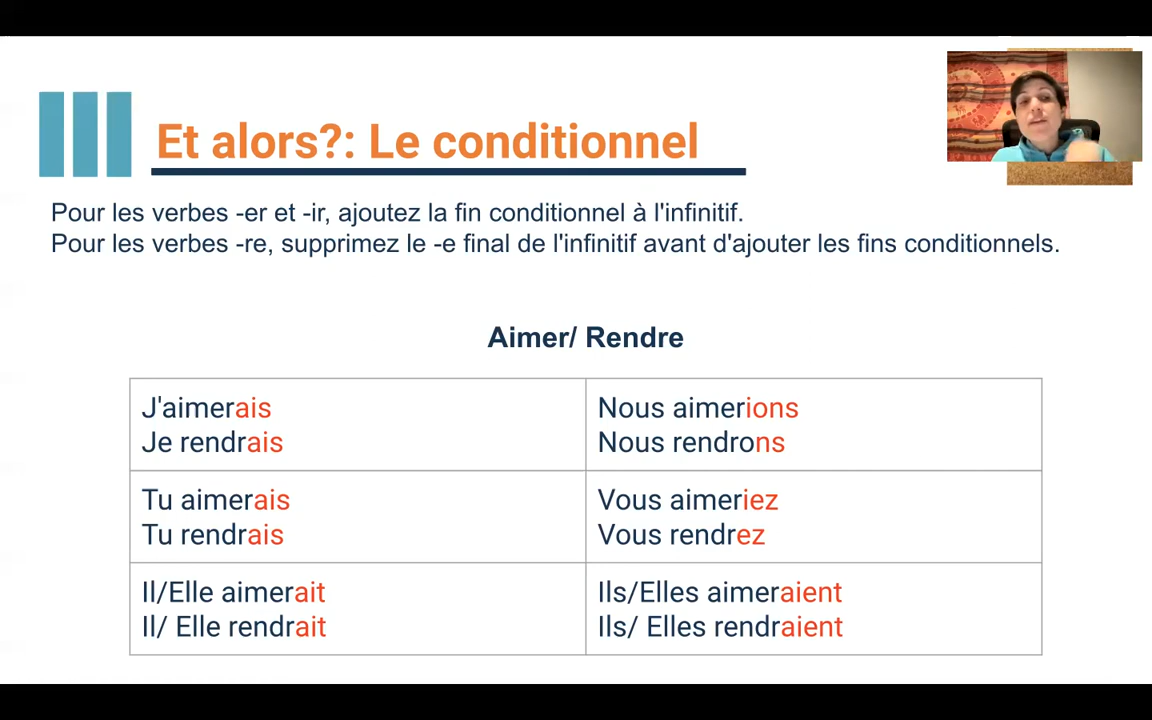 Et alors?: Le conditionnel
Pour les verbes -er et -ir, ajoutez la fin conditionnel à l'infinitif.
Pour les verbes -re, supprimez le -e final de l'infinitif avant d'ajouter les fins conditionnels.
Aimer/ Rendre
J'aimerais
Je rendrais
Nous aimerions
Nous rendrons
Tu aimerais
Tu rendrais
Vous aimeriez
Vous rendrez
Il/Elle aimerait
Il/ Elle rendrait
Ils/Elles aimeraient
Ils/ Elles rendraient